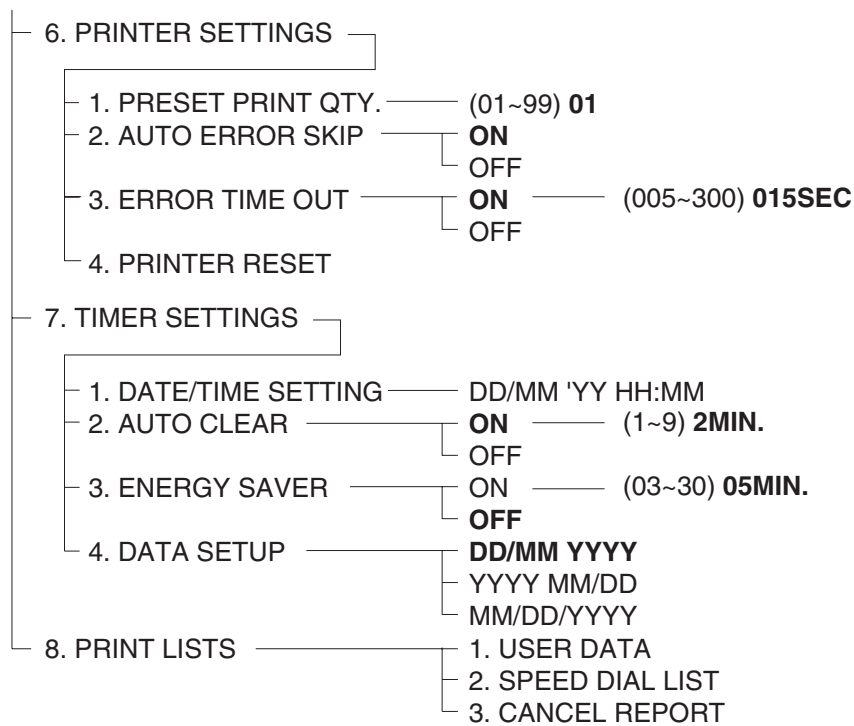 6. PRINTER SETTINGS
1. PRESET PRINT QTY. (01~99) 01
2. AUTO ERROR SKIP ON
OFF
3. ERROR TIME OUT ON (005~300) 015SEC
OFF
4. PRINTER RESET
7. TIMER SETTINGS
1. DATE/TIME SETTING DD/MM 'YY HH:MM
2. AUTO CLEAR ON (1~9) 2MIN.
OFF
3. ENERGY SAVER ON (03~30) 05MIN.
OFF
4. DATA SETUP DD/MM YYYY
YYYY MM/DD
MM/DD/YYYY
8. PRINT LISTS 1. USER DATA
2. SPEED DIAL LIST
3. CANCEL REPORT